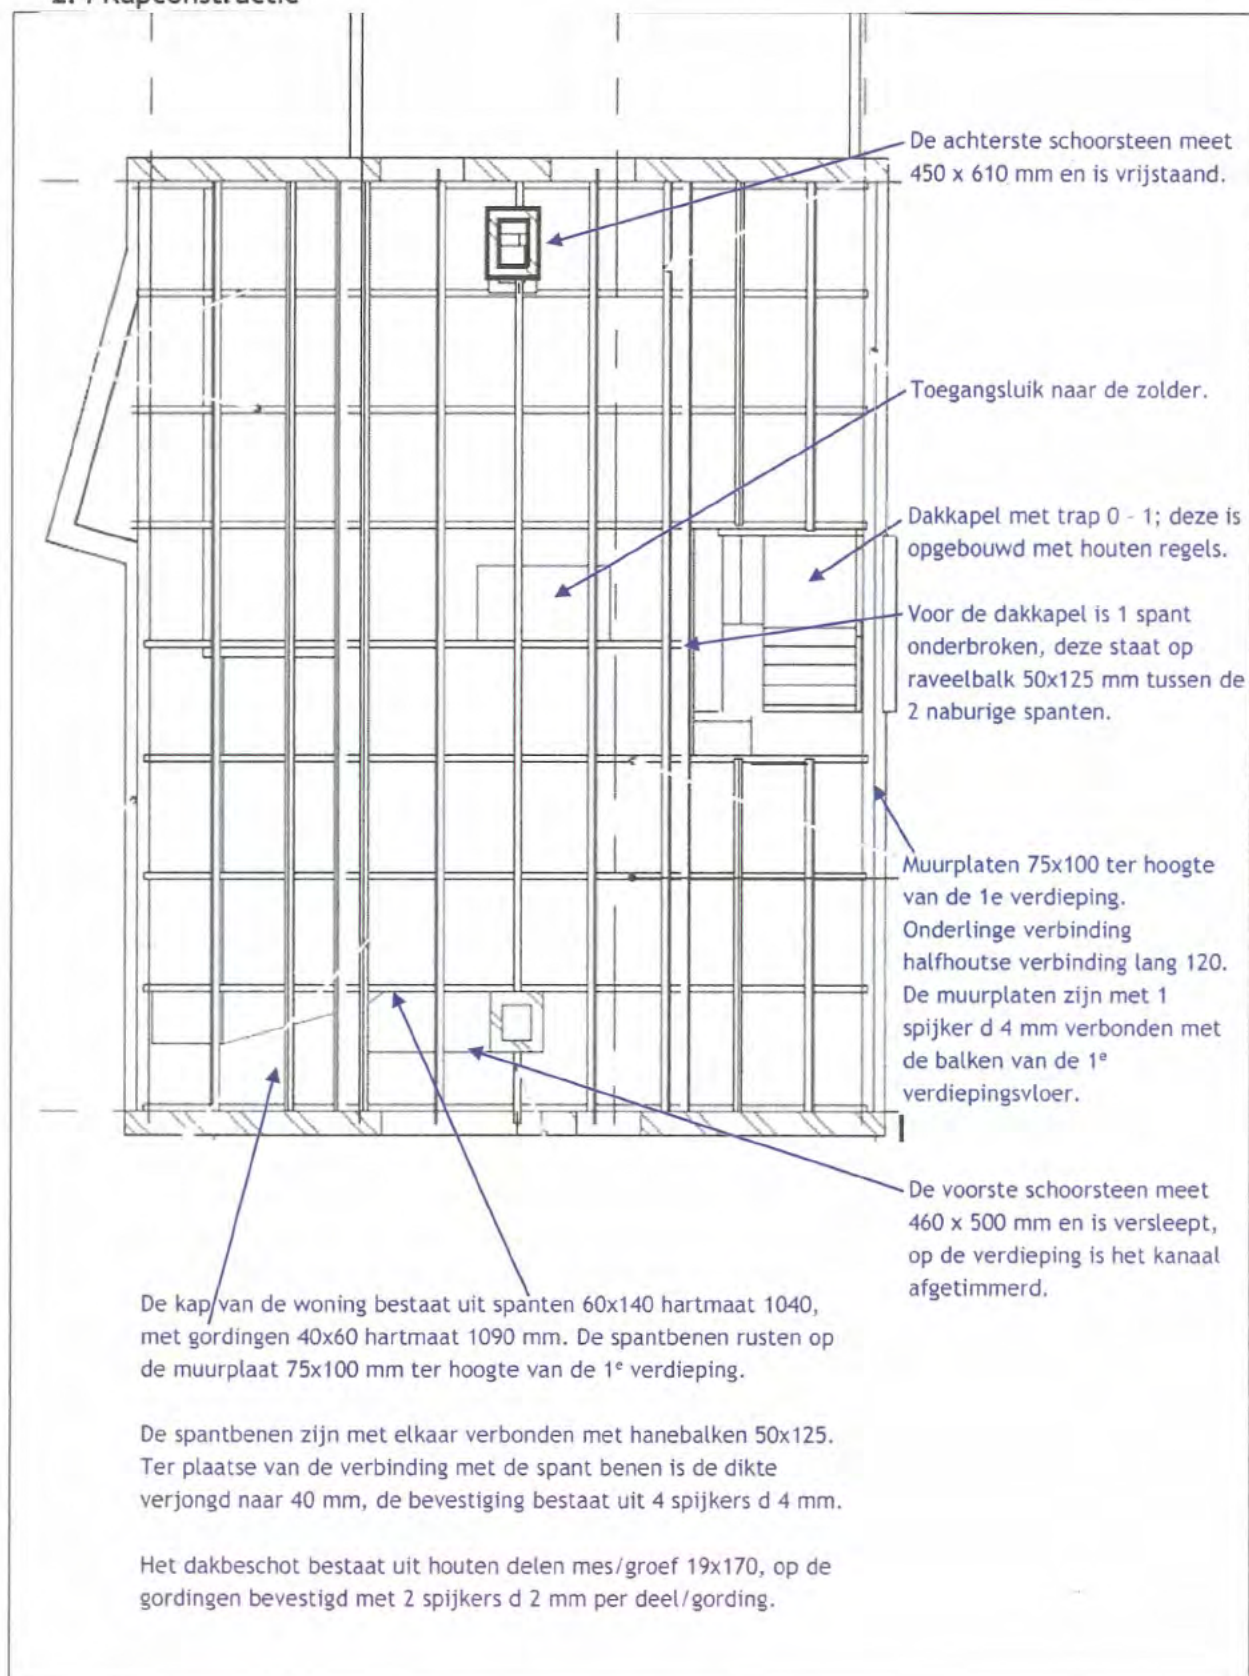 2.4 Kapconstructie
De achterste schoorsteen meet
450 x 610 mm en is vrijstaand.
Toegangsluik naar de zolder.
Dakkapel met trap 0 - 1; deze is
opgebouwd met houten regels.
Voor de dakkapel is 1 spant
onderbroken, deze staat op
raveelbalk 50x125 mm tussen de
2 naburige spanten.
Muurplaten 75x100 ter hoogte
van de 1e verdieping.
Onderlinge verbinding
halfhoutse verbinding lang 120.
De muurplaten zijn met 1
spijker d 4 mm verbonden met
de balken van de 1e
verdiepingsvloer.
De voorste schoorsteen meet
460 x 500 mm en is versleept,
op de verdieping is het kanaal
afgetimmerd.
De kap van de woning bestaat uit spanten 60x140 hartmaat 1040,
met gordingen 40x60 hartmaat 1090 mm. De spantbenen rusten op
de muurplaat 75x100 mm ter hoogte van de 1e verdieping.
De spantbenen zijn met elkaar verbonden met hanebalken 50x125.
Ter plaatse van de verbinding met de spant benen is de dikte
verjongd naar 40 mm, de bevestiging bestaat uit 4 spijkers d 4 mm.
Het dakbeschot bestaat uit houten delen mes/groef 19x170, op de
gordingen bevestigd met 2 spijkers d 2 mm per deel/gording.